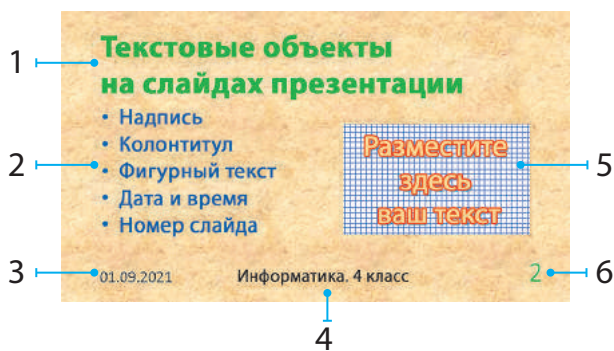 1
Текстовые объекты
на слайдах презентации
2
• Надпись
• Колонтитул
• Фигурный текст
• Дата и время
• Номер слайда
Разместите
здесь
ваш текст
5
3
01.09.2021
Информатика. 4 класс
2
6
4